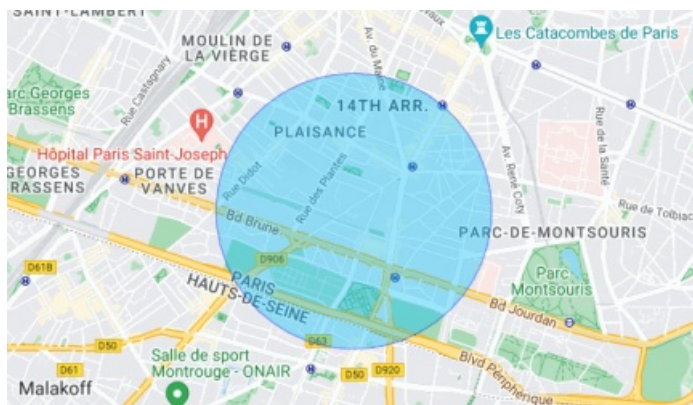 SAINT-LAMBERT
MOULIN DE
LA VIERGE
Av. du Maine
Les Catacombes de Paris
Parc Georges
Brassens
Rue Castagnary
14TH ARR.
PLAISANCE
Hôpital Paris Saint-Joseph
GEORGES
BRASSENS
PORTE DE
VANVES
Rue Didot
Rue des Plantes
Av. René Coty
Rue de la Santé
Rue de Tolbiac
Bd Brune
PARC-DE-MONTSOURIS
D61B
D906
PARIS
HAUTS-DE-SEINE
Parc
Montsouris
Bd Jourdan
D50
D63
Blvd Périphérique
Salle de sport
Montrouge - ONAIR
D61
D50
D920
Malakoff